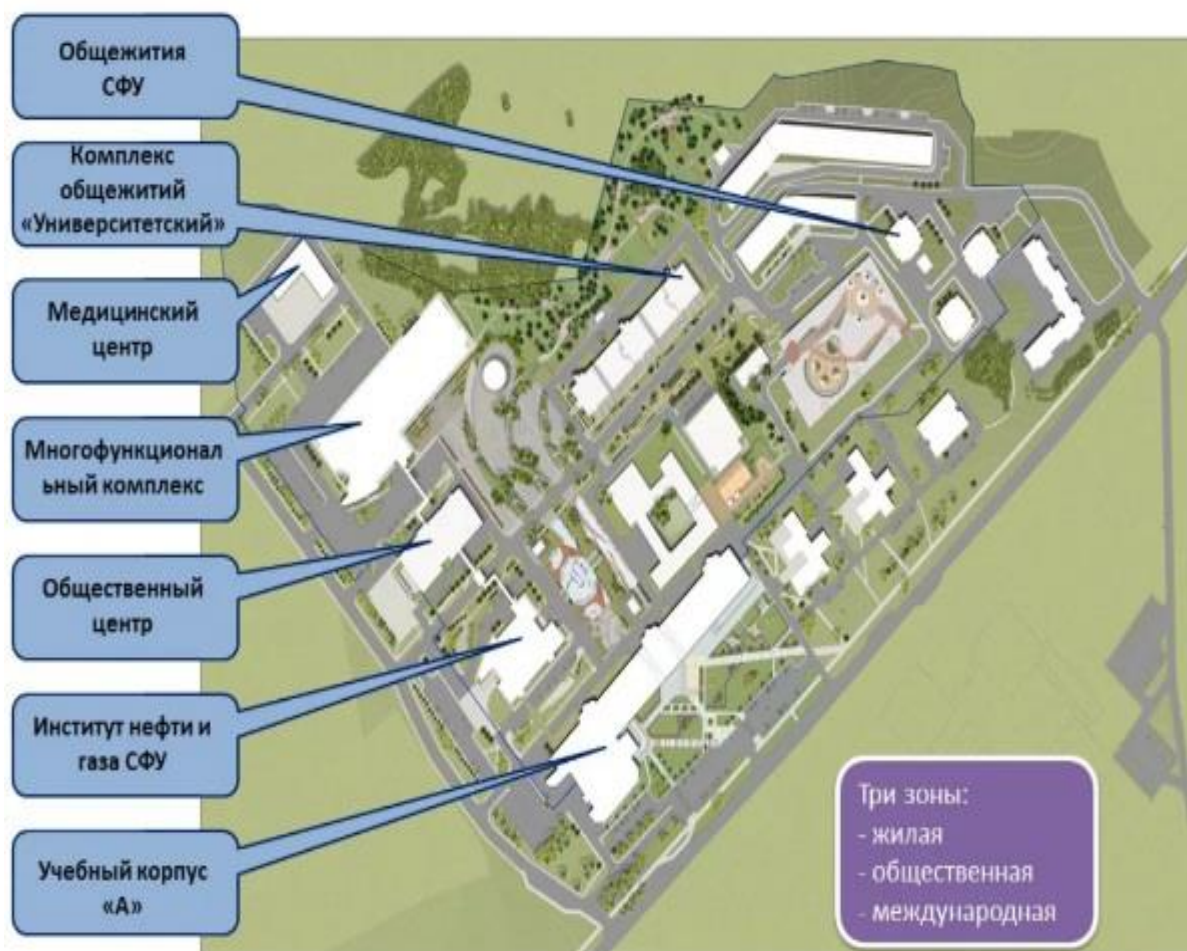 Общежития
СФУ
Комплекс
общежитий
«Университетский»
Медицинский
центр
Многофункционал
ьный комплекс
Общественный
центр
Институт нефти и
газа СФУ
Учебный корпус
«А»
Три зоны:
- жилая
- общественная
- международная